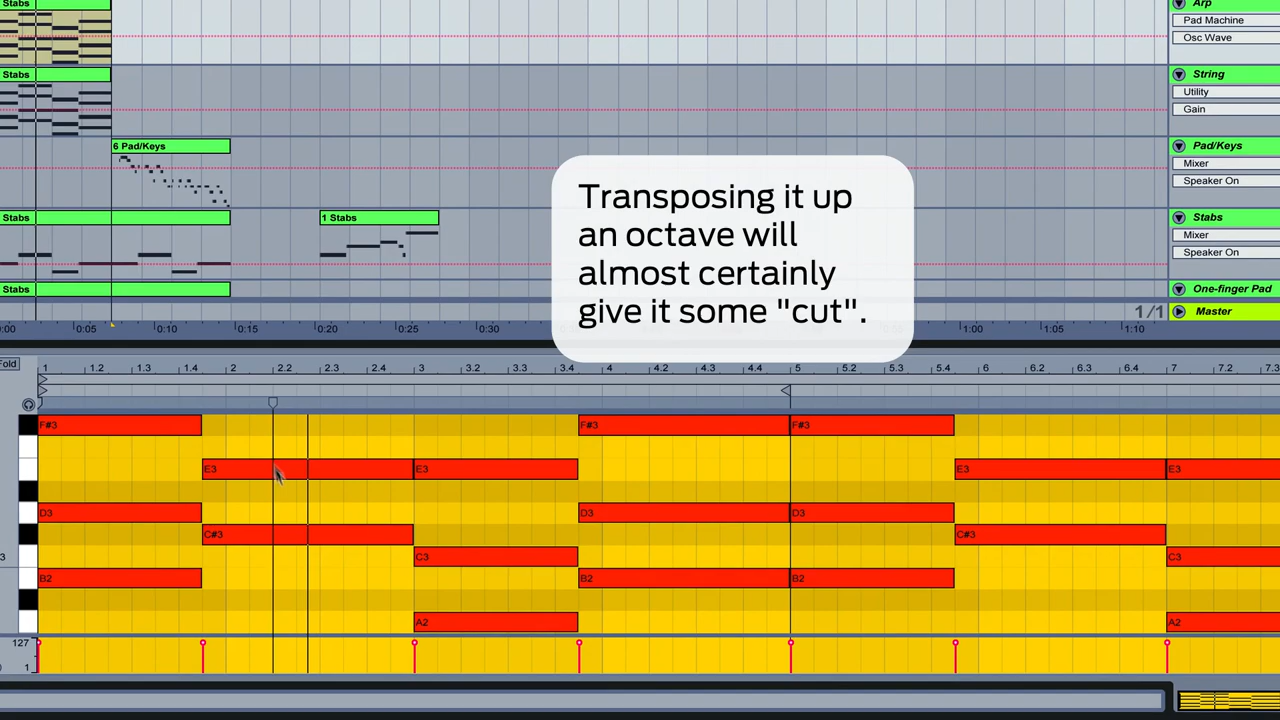 Stabs
Arp
Pad Machine
Osc Wave
Stabs
String
Utility
Gain
6 Pad/Keys
Pad/Keys
Mixer
Speaker On
Stabs
1 Stabs
Stabs
Mixer
Speaker On
Transposing it up
an octave will
almost certainly
give it some "cut".
Stabs
One-finger Pad
1/1
Master
0:00 0:05 0:10 0:15 0:20 0:25 0:30 1:00 1:05 1:10
Fold
1 1.2 1.3 1.4 2 2.2 2.3 2.4 3 3.2 3.3 3.4 4 4.2 4.3 4.4 5 5.2 5.3 5.4 6 6.2 6.3 6.4 7 7.2 7.3
F#3 F#3 F#3
E3 E3 E3 E3
D3 D3 D3
C#3 C#3
3 C3 C3
B2 B2 B2
A2 A2
127
1